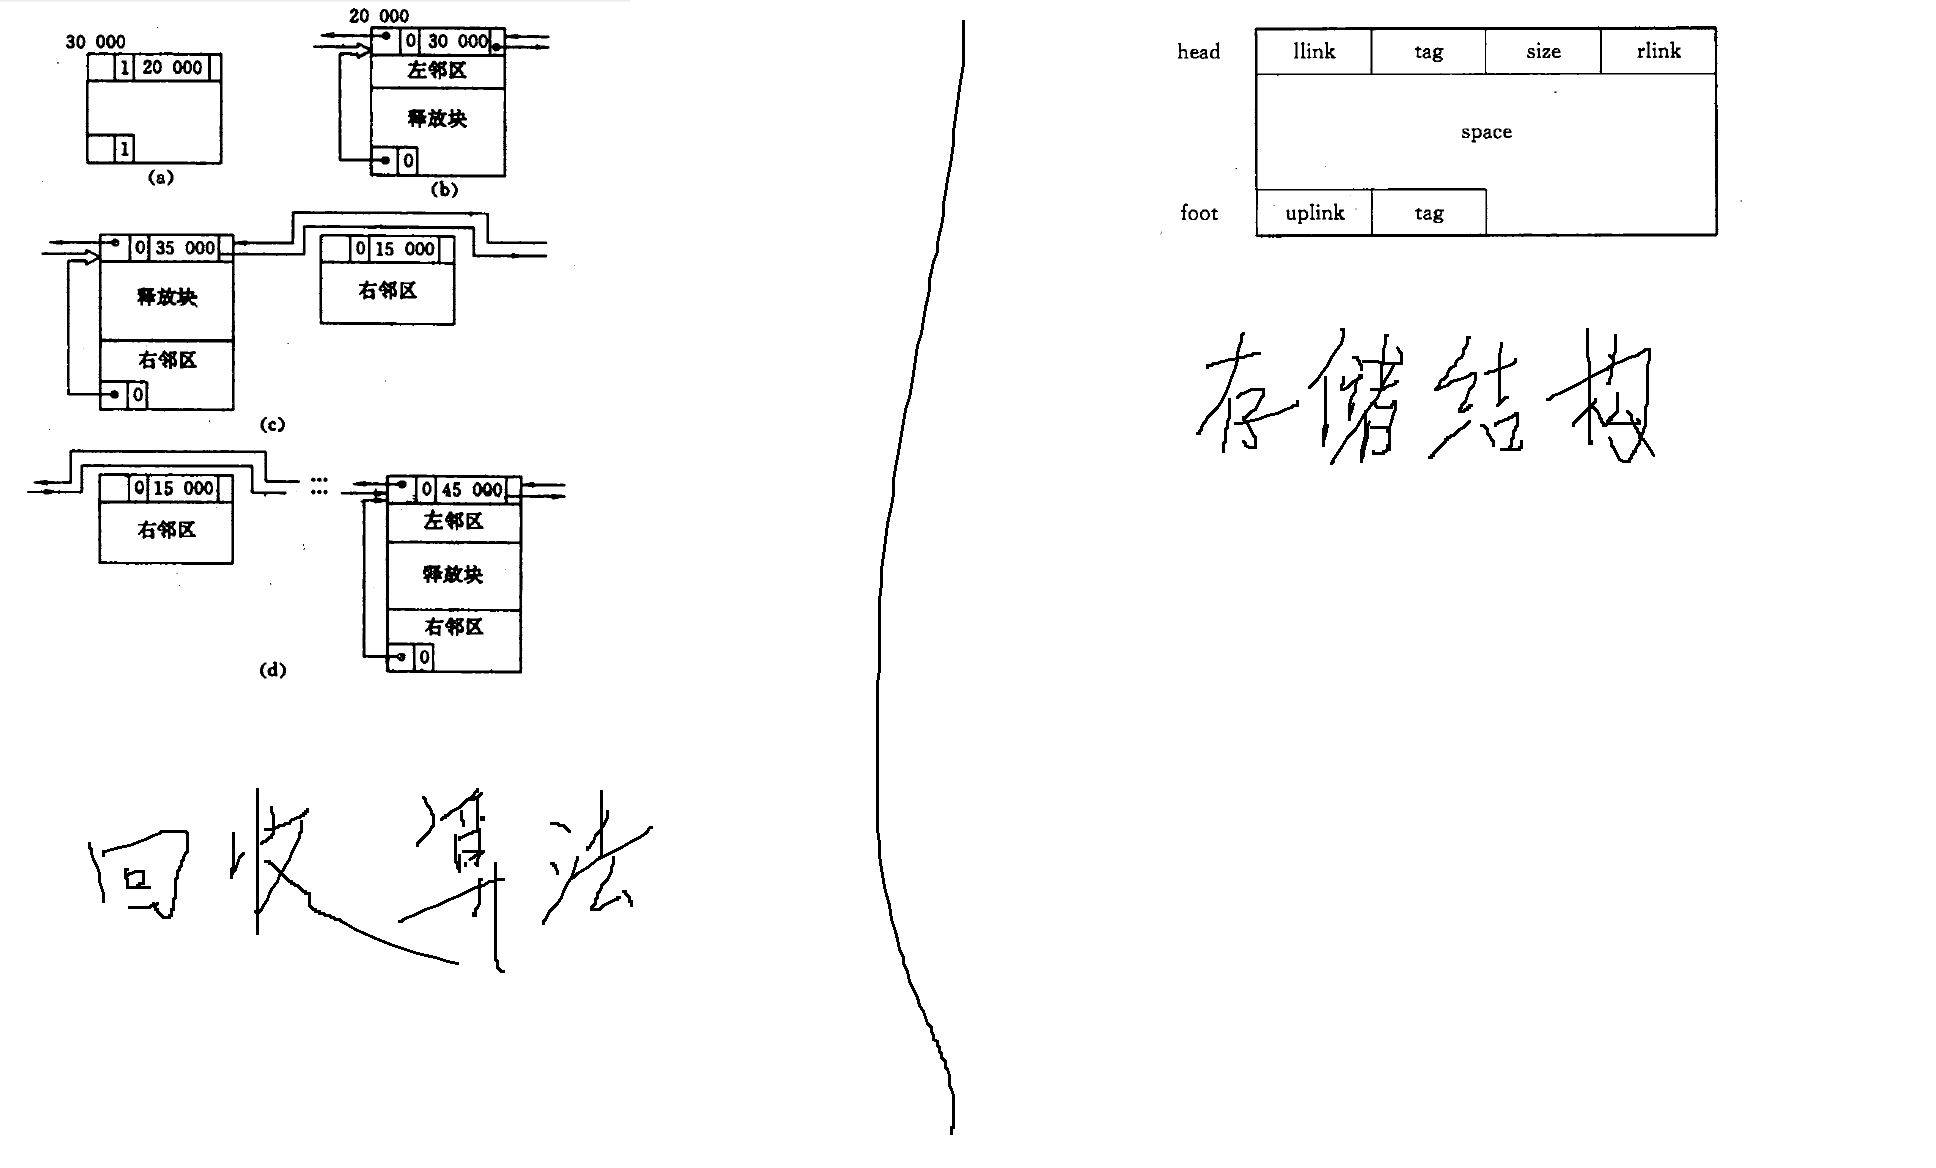 20 000
30 000
0 30 000
1 20 000
左邻区
释放块
1
0
(a)
(b)
0 35 000
0 15 000
释放块
右邻区
右邻区
0
(c)
0 15 000
0 45 000
右邻区
左邻区
释放块
右邻区
0
(d)
回收算法
head llink tag size rlink
space
foot uplink tag
存储结构